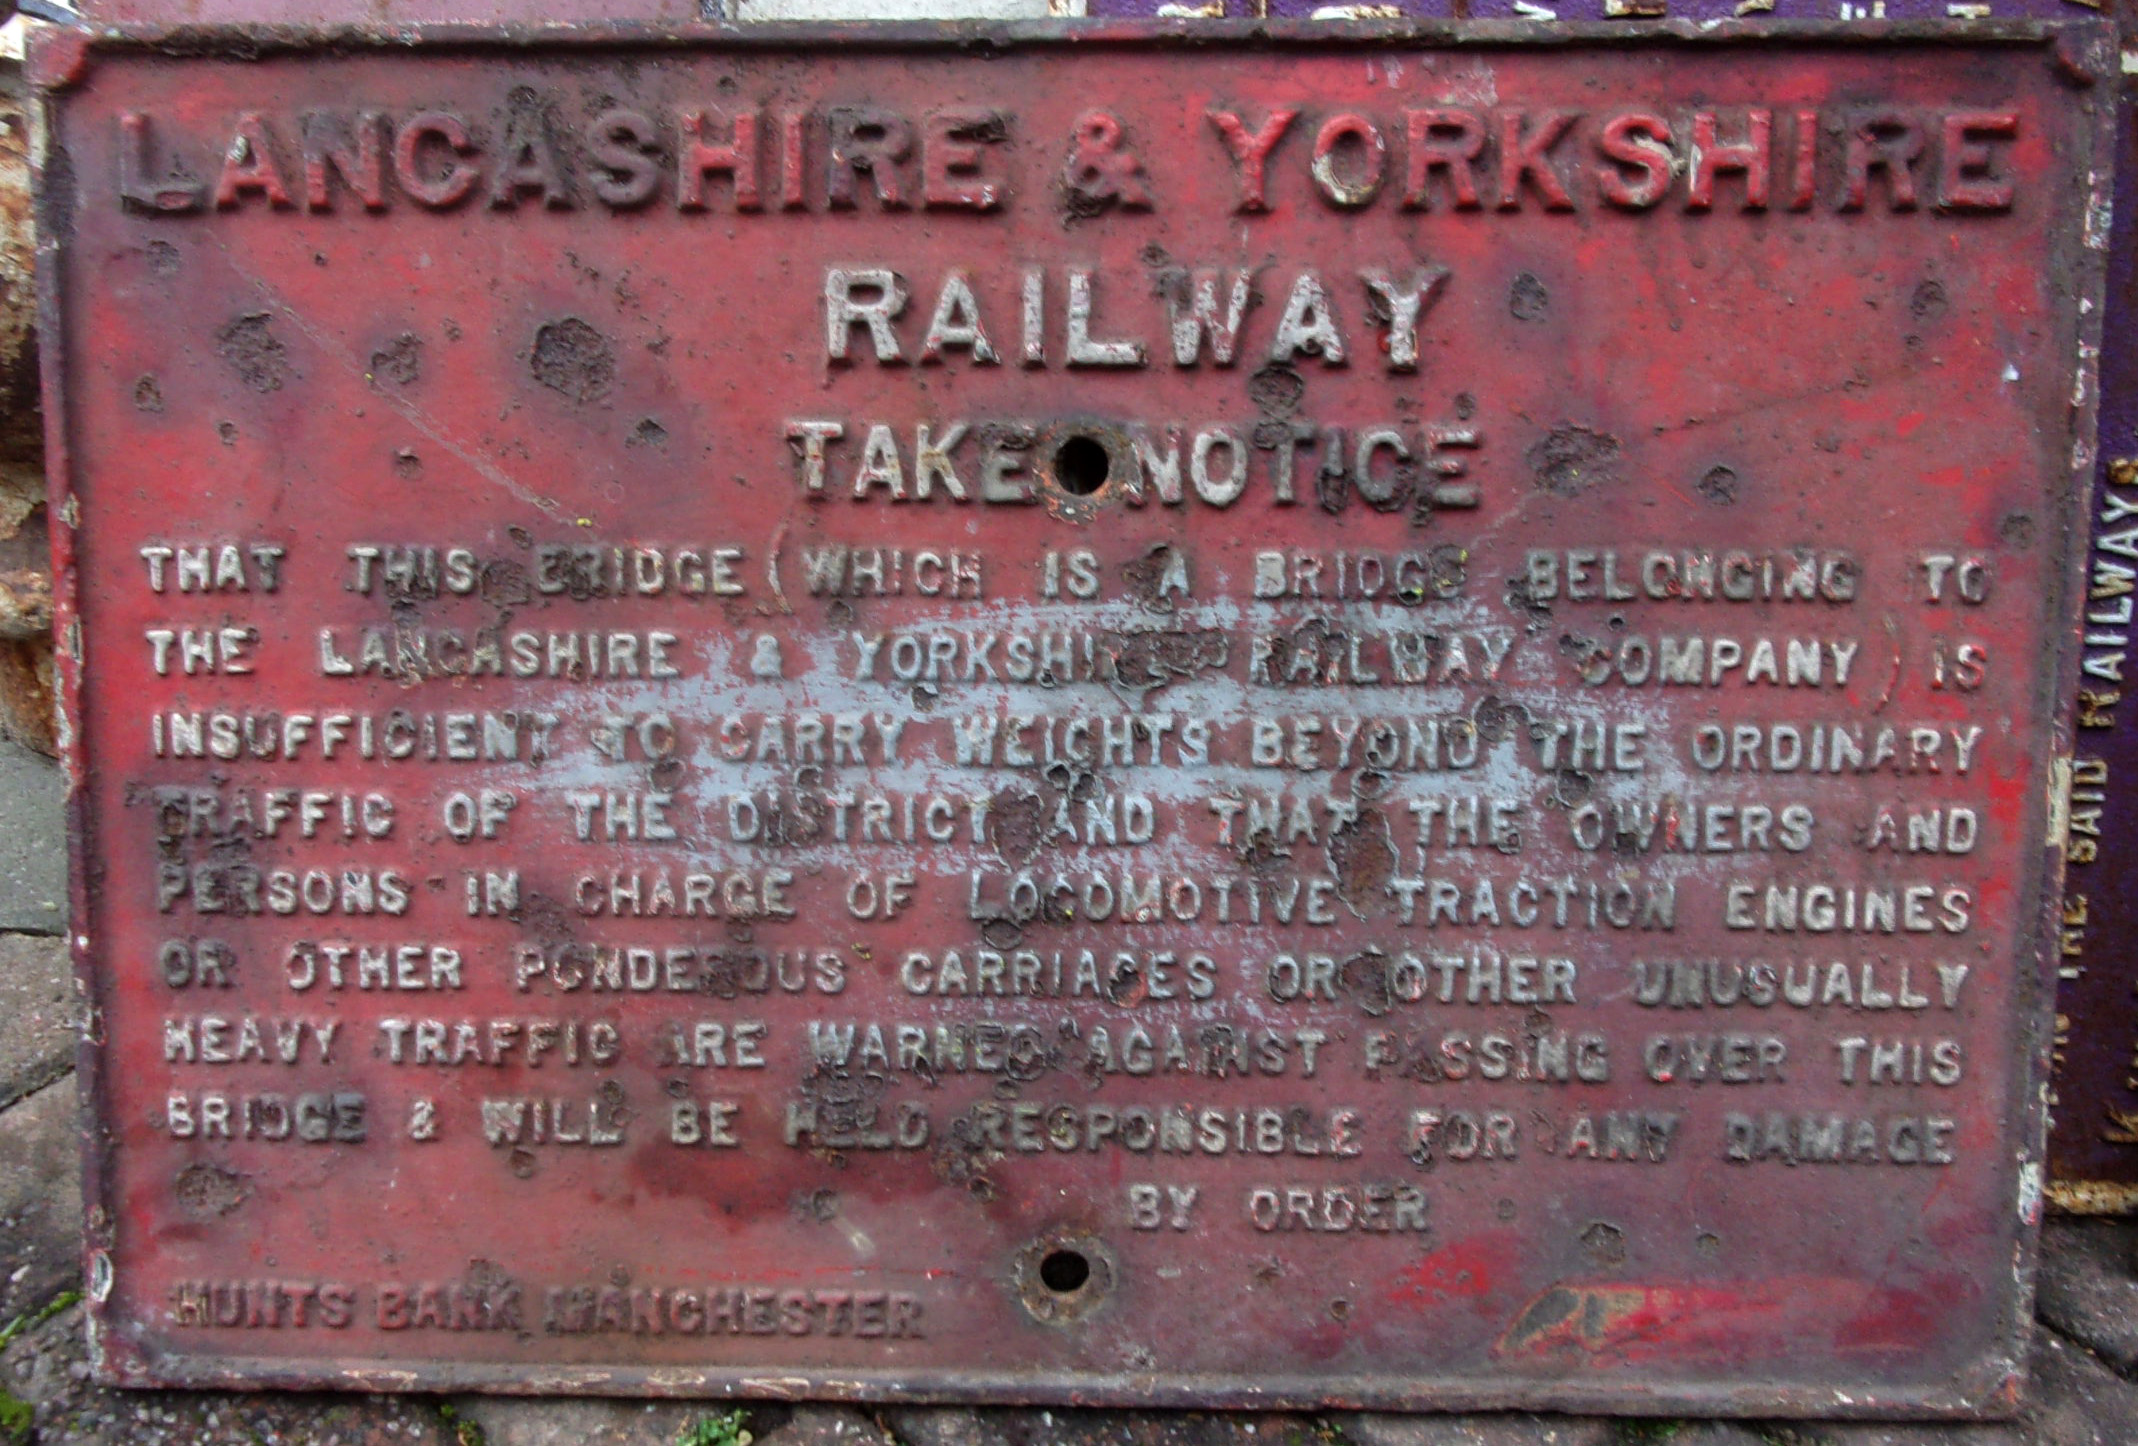 LANCASHIRE & YORKSHIRE
RAILWAY
TAKE NOTICE
THAT THIS BRIDGE (WHICH IS A BRIDGE BELONGING TO
THE LANCASHIRE & YORKSHIRE RAILWAY COMPANY) IS
INSUFFICIENT TO CARRY WEIGHTS BEYOND THE ORDINARY
TRAFFIC OF THE DISTRICT AND THAT THE OWNERS AND
PERSONS IN CHARGE OF LOCOMOTIVE TRACTION ENGINES
OR OTHER PONDEROUS CARRIAGES OR OTHER UNUSUALLY
HEAVY TRAFFIC ARE WARNED AGAINST PASSING OVER THIS
BRIDGE & WILL BE HELD RESPONSIBLE FOR ANY DAMAGE
BY ORDER
HUNTS BANK MANCHESTER
RAILWAY
THE SAID